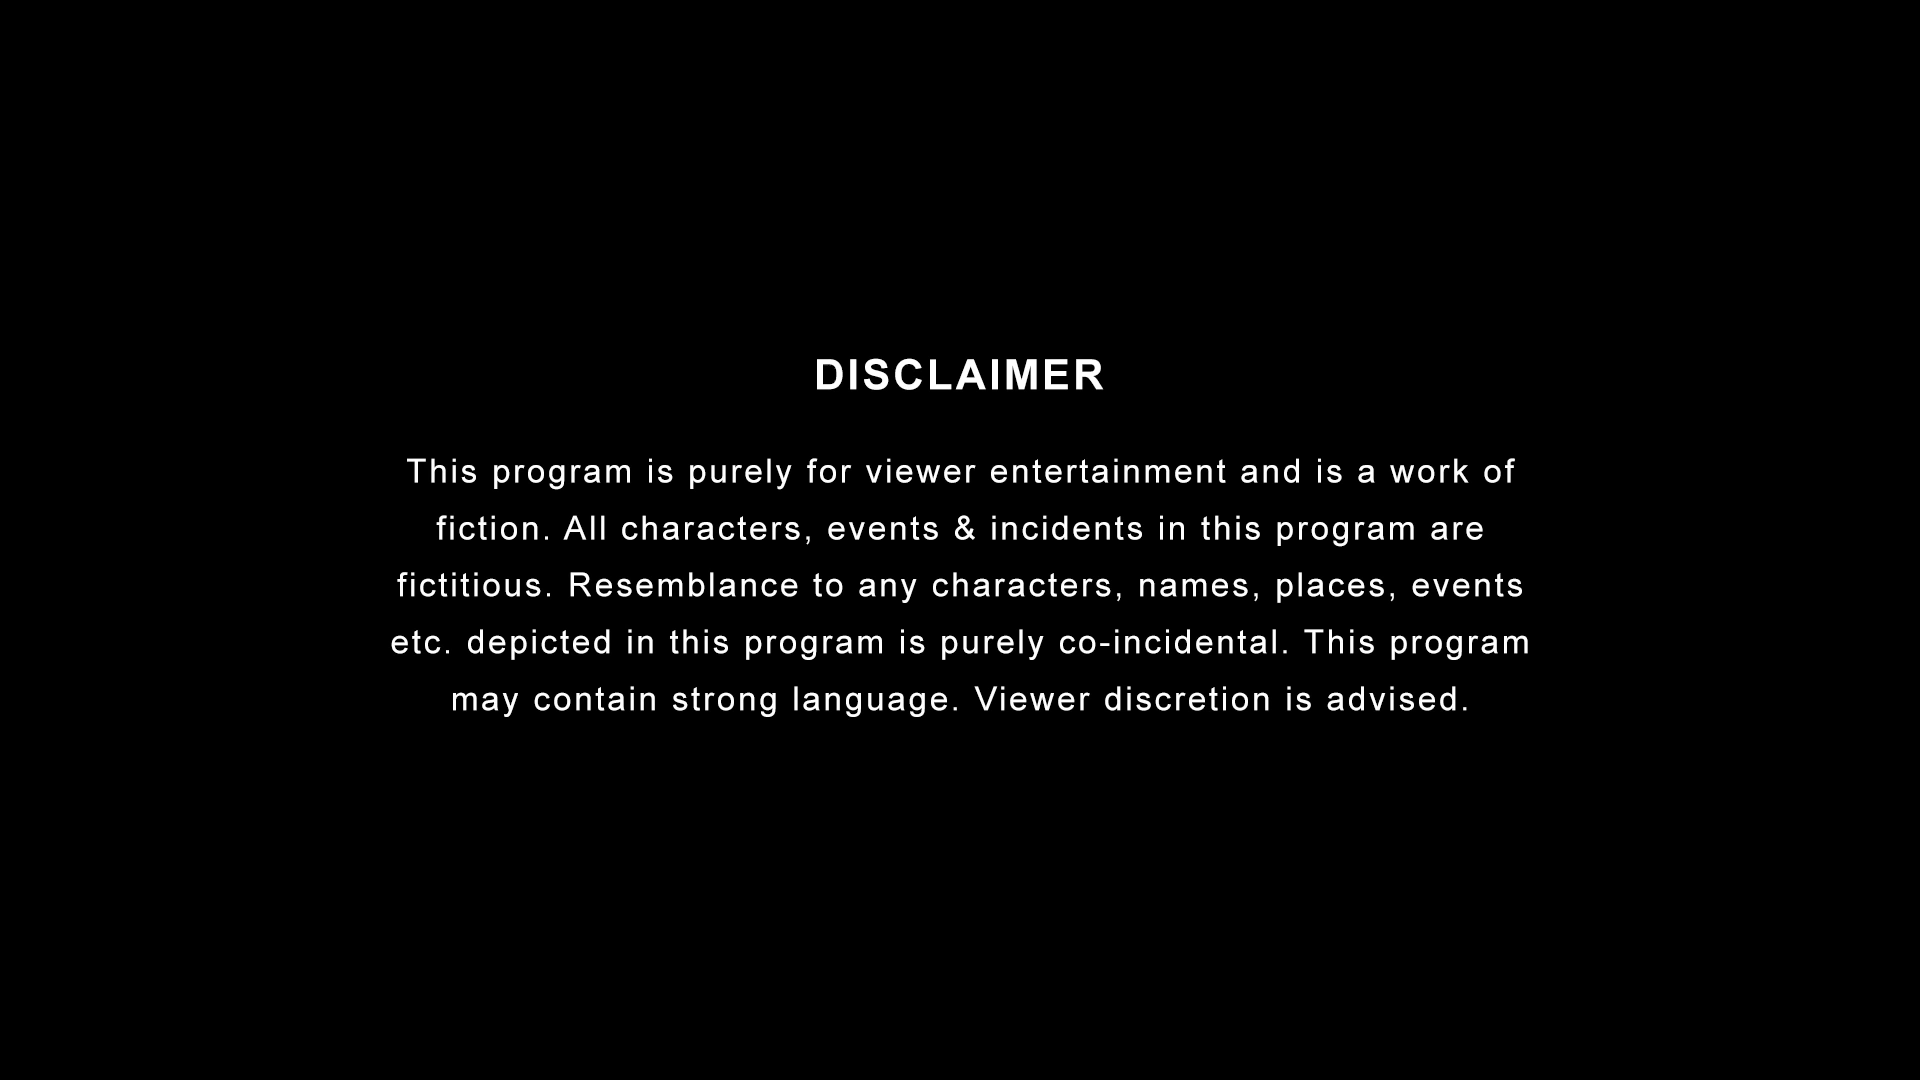 DISCLAIMER
This program is purely for viewer entertainment and is a work of
fiction. All characters, events & incidents in this program are
fictitious. Resemblance to any characters, names, places, events
etc. depicted in this program is purely co-incidental. This program
may contain strong language. Viewer discretion is advised.